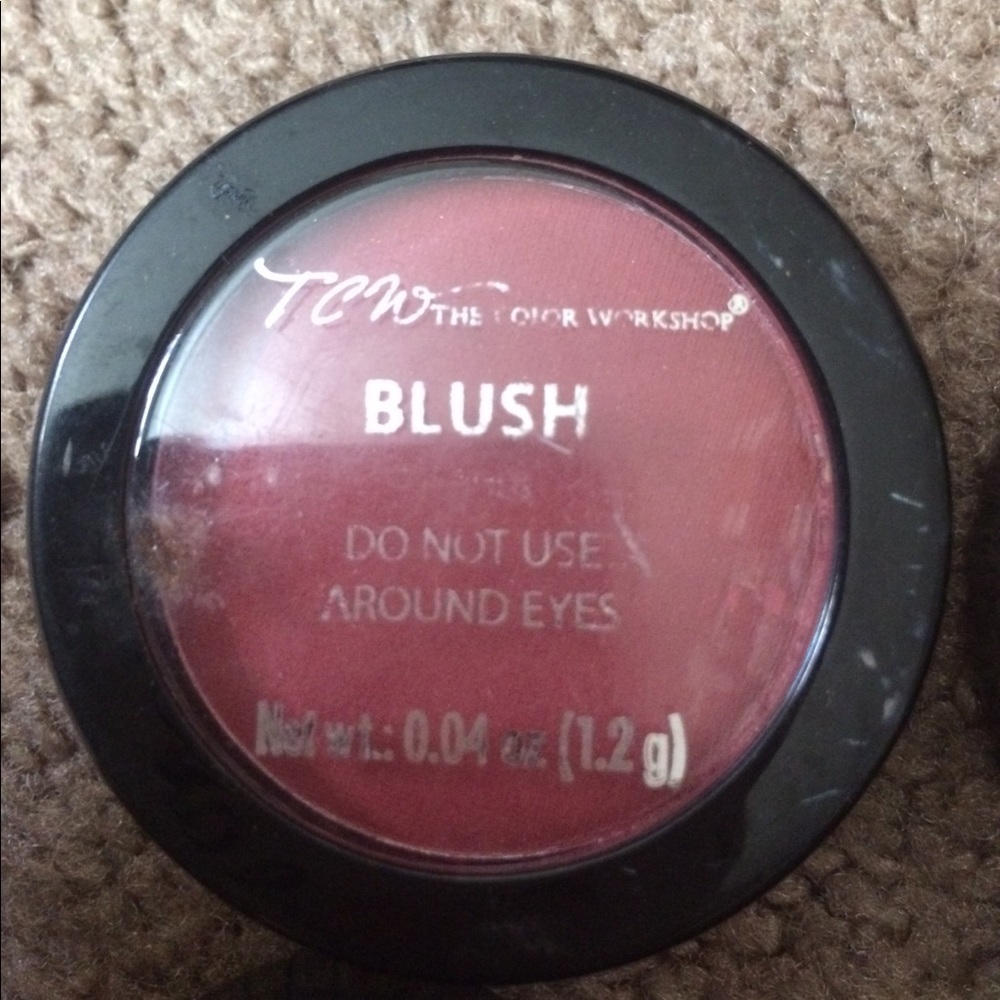 TCW THE COLOR WORKSHOP®
BLUSH
DO NOT USE
AROUND EYES
Net wt.: 0.04 oz (1.2 g)